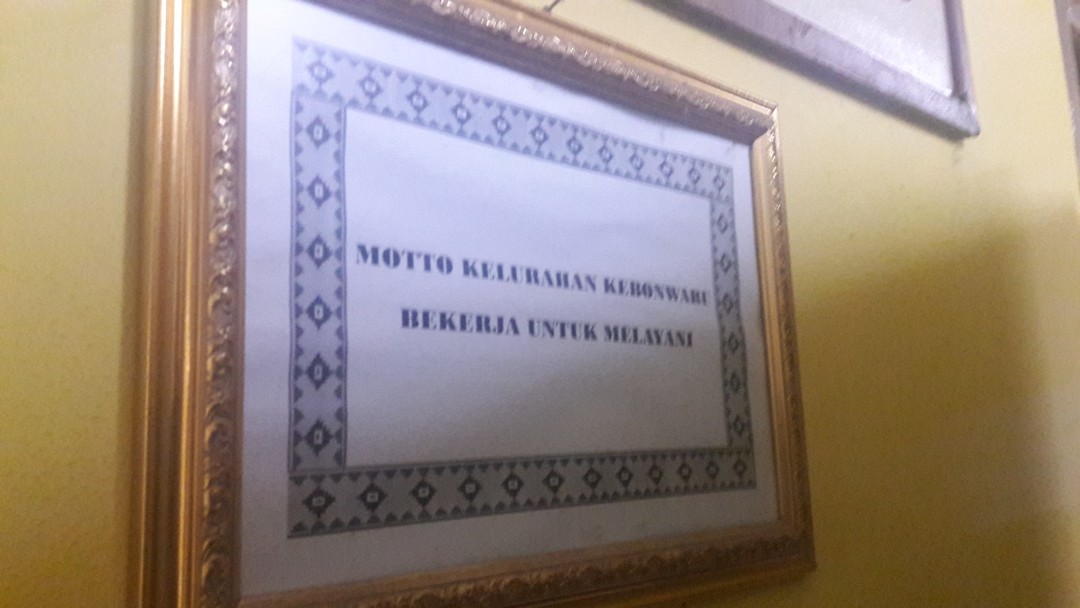 MOTTO KELURAHAN KEBONWARU
BEKERJA UNTUK MELAYANI